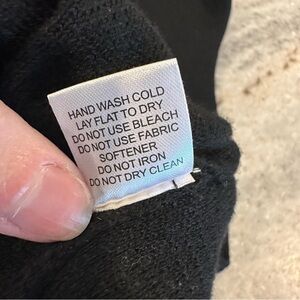 HAND WASH COLD
LAY FLAT TO DRY
DO NOT USE BLEACH
DO NOT USE FABRIC
SOFTENER
DO NOT IRON
DO NOT DRY CLEAN